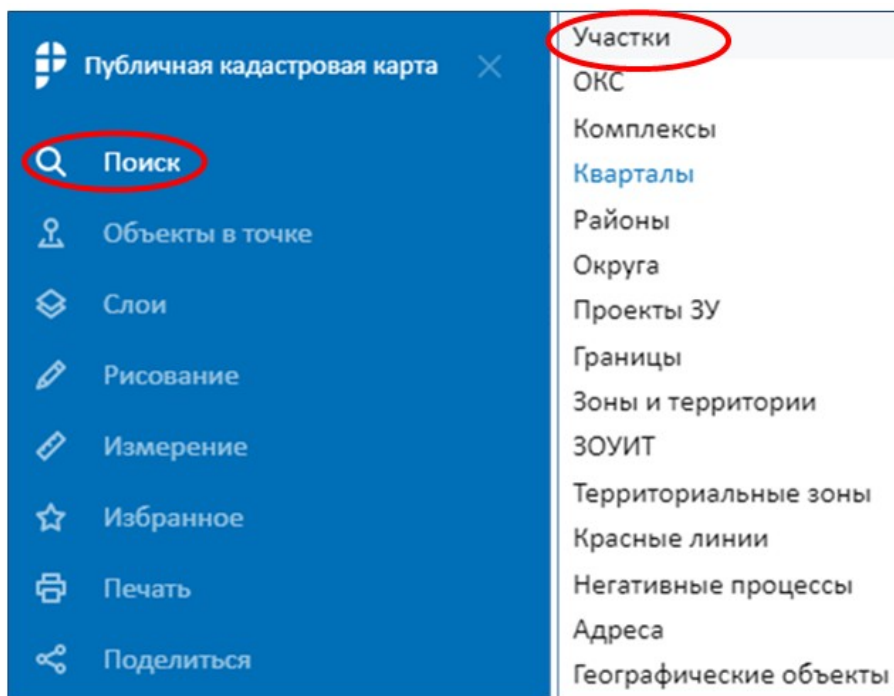 Публичная кадастровая карта
Поиск
Объекты в точке
Слои
Рисование
Измерение
Избранное
Печать
Поделиться
Участки
ОКС
Комплексы
Кварталы
Районы
Округа
Проекты ЗУ
Границы
Зоны и территории
ЗОУИТ
Территориальные зоны
Красные линии
Негативные процессы
Адреса
Географические объекты